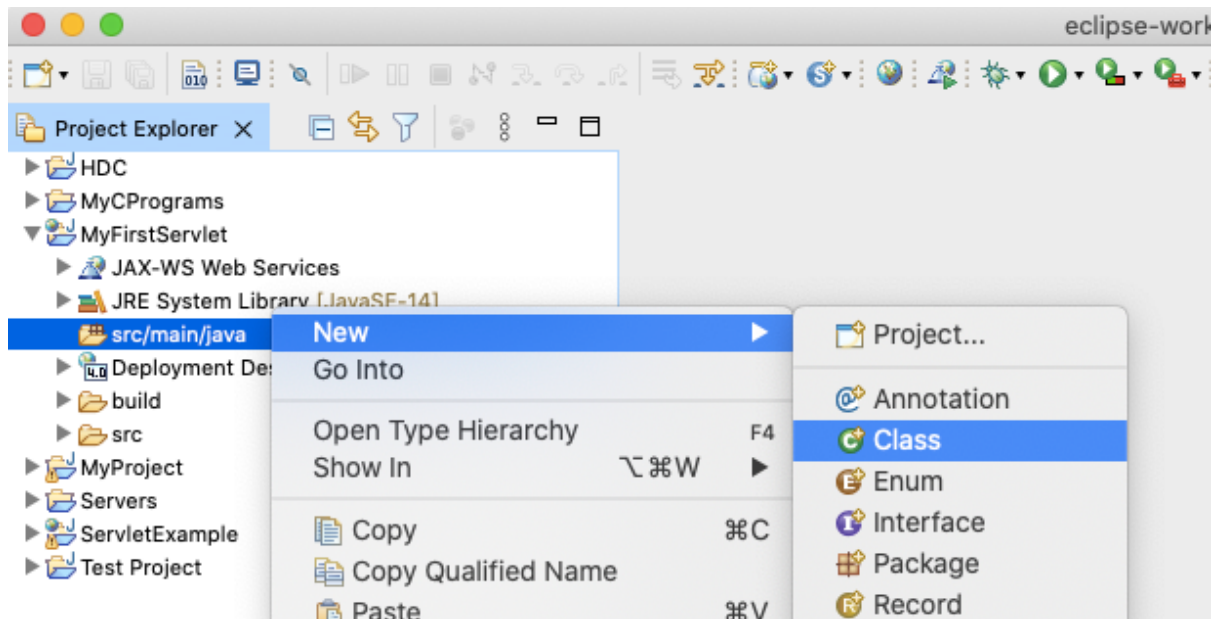 eclipse-work
Project Explorer
HDC
MyCPrograms
MyFirstServlet
JAX-WS Web Services
JRE System Library [JavaSE-14]
src/main/java
Deployment De
build
src
MyProject
Servers
ServletExample
Test Project
New
Go Into
Open Type Hierarchy F4
Show In ⌥⌘W
Copy ⌘C
Copy Qualified Name
Paste ⌘V
Project...
Annotation
Class
Enum
Interface
Package
Record